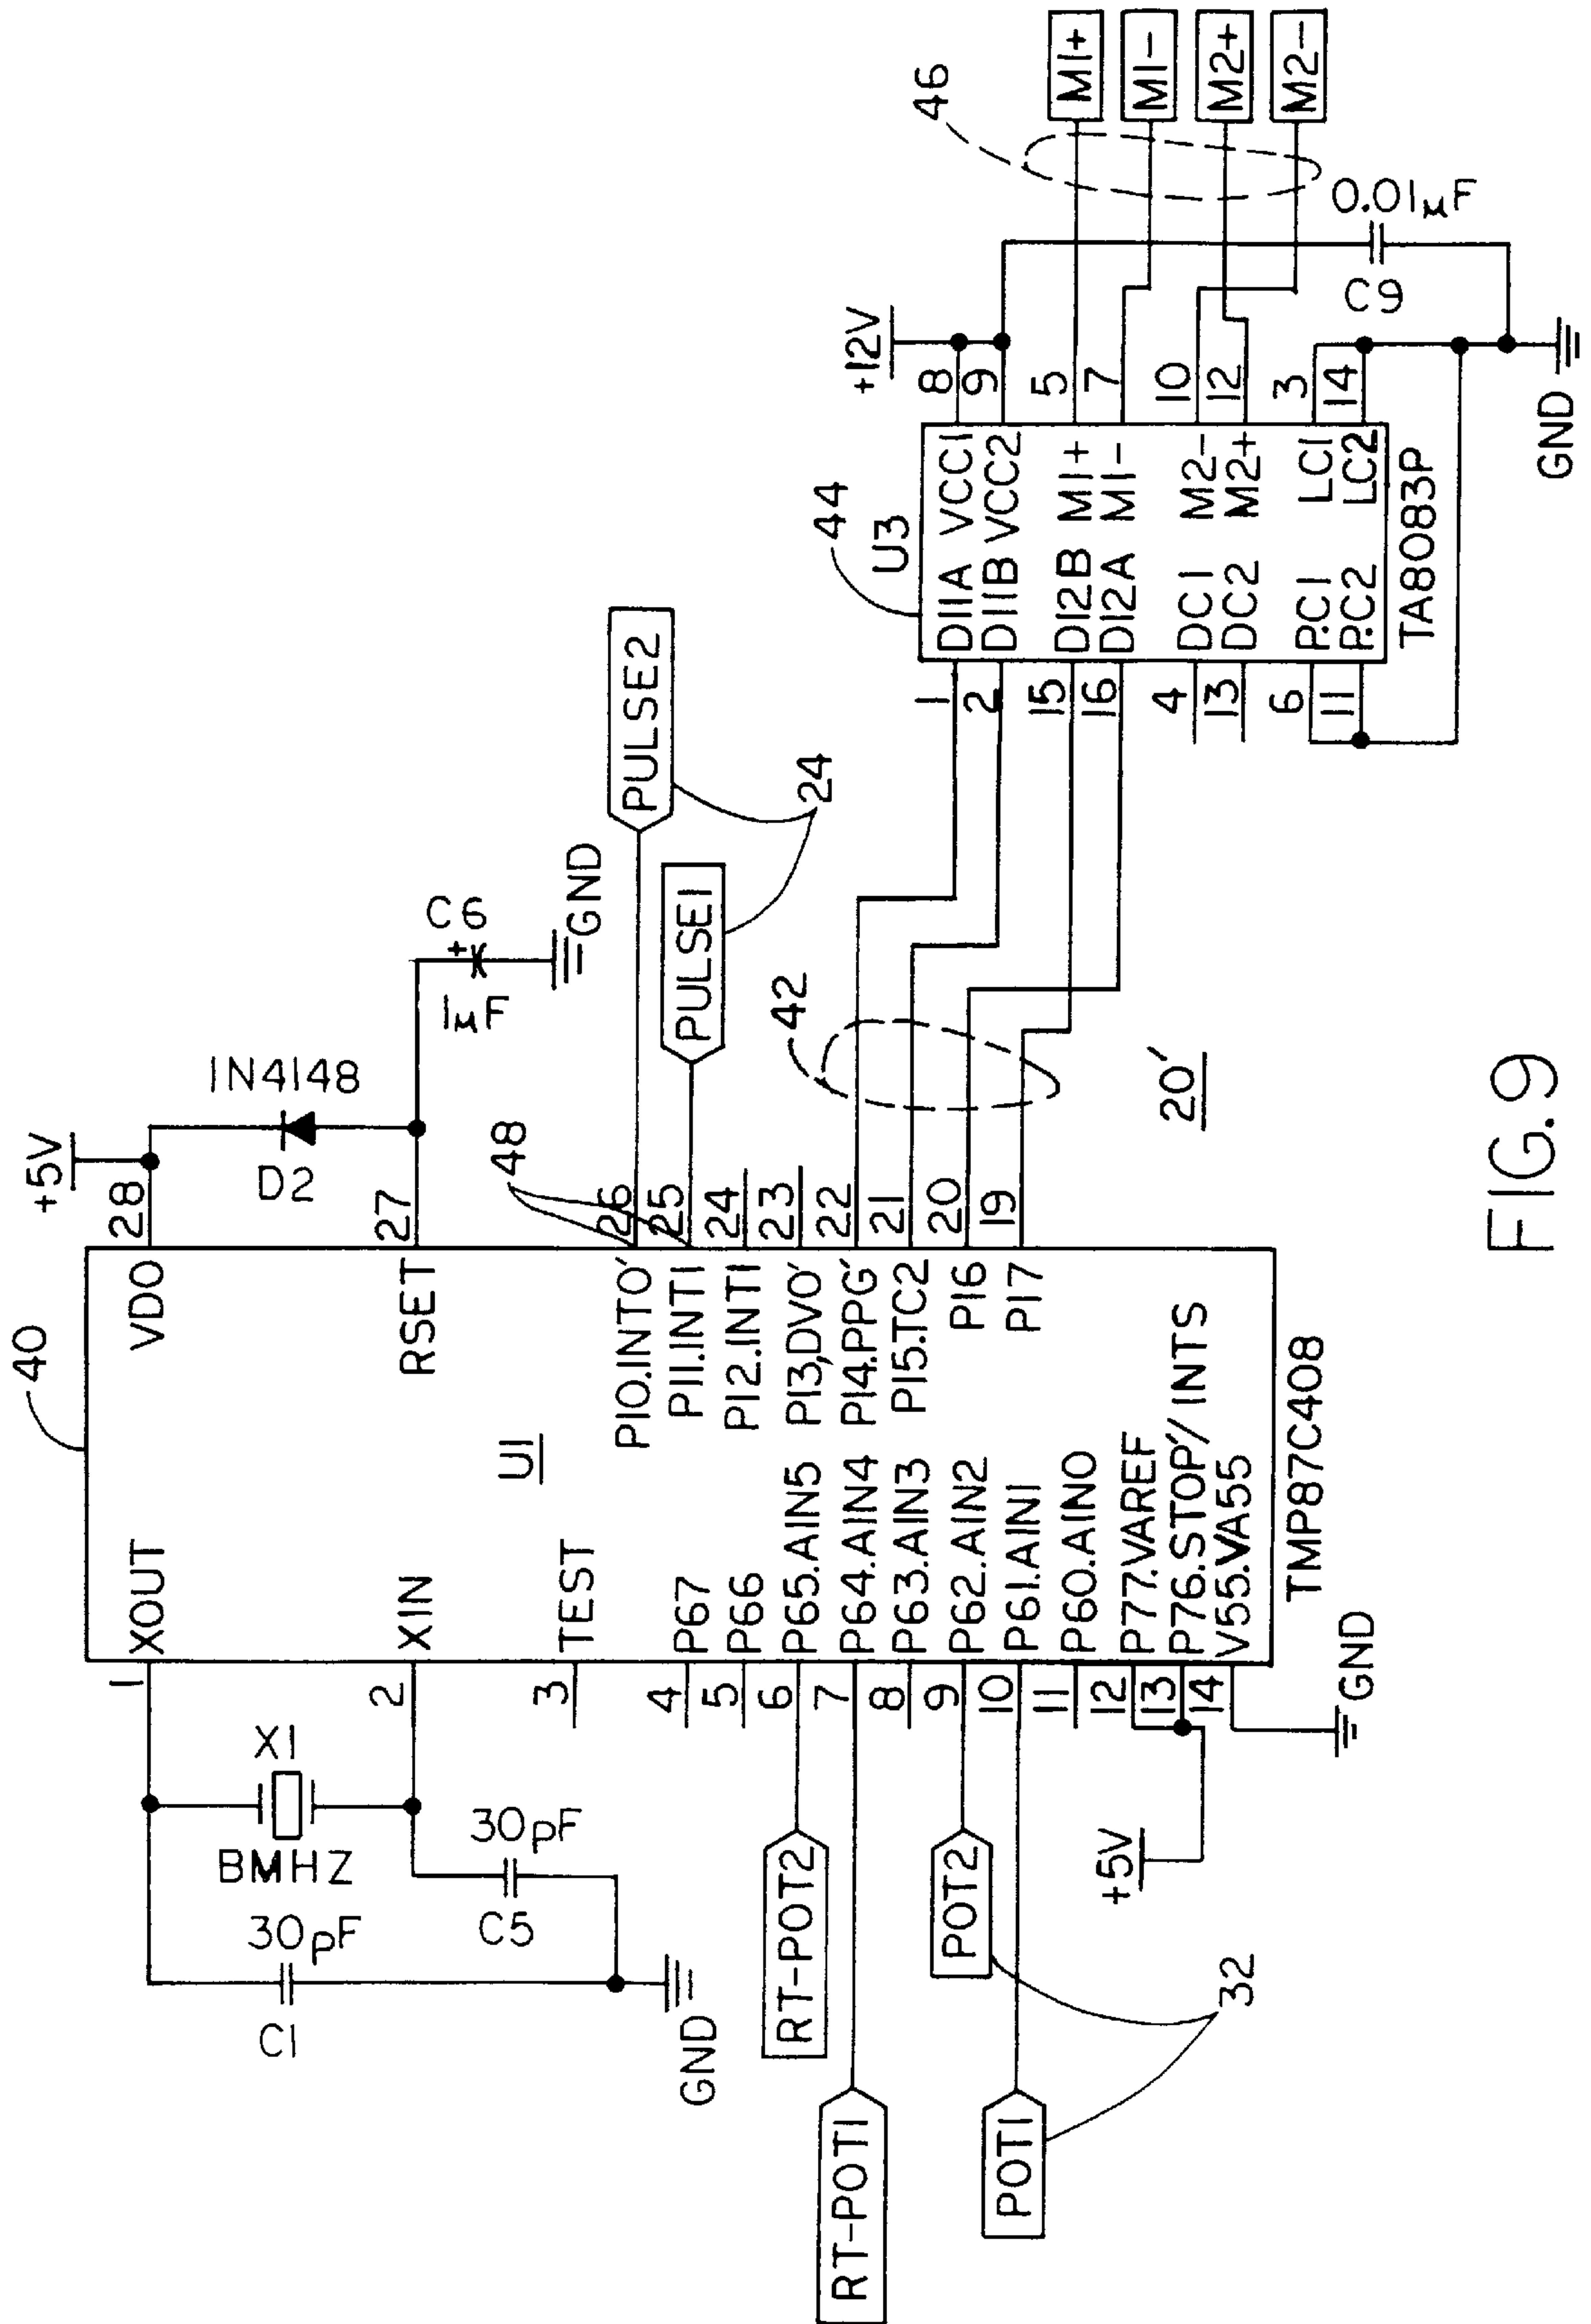 40
+5V
28
VDO
1N4148
D2
27
RSET
C6
+
1µF
GND
XOUT
1
X1
BMHZ
30pF
C1
XIN
2
30pF
C5
GND
U1
TEST
3
P67
4
P66
5
P65.AIN5
6
RT-POT2
P64.AIN4
7
RT-POT1
P63.AIN3
8
P62.AIN2
9
POT2
P61.AIN1
10
POT1
32
P60.AIN0
11
P77.VAREF
12
P76.STOP'/INTS
13
+5V
V55.VA55
14
GND
TMP87C408
48
P10.INTO'
26
PULSE2
P11.INT1
25
PULSE1
24
P12.INT1
24
P13,DVO'
23
P14.PPG'
22
P15.TC2
21
P16
20
P17
19
42
20'
44
U3
1
DI1A
VCC1
8
+12V
2
DI1B
VCC2
9
15
DI2B
M1+
5
M1+
16
DI2A
M1-
7
M1-
4
DC1
M2-
10
M2+
13
DC2
M2+
12
M2-
6
P.C1
LC1
3
11
P.C2
LC2
14
TA8083P
46
0.01µF
C9
GND
FIG.9